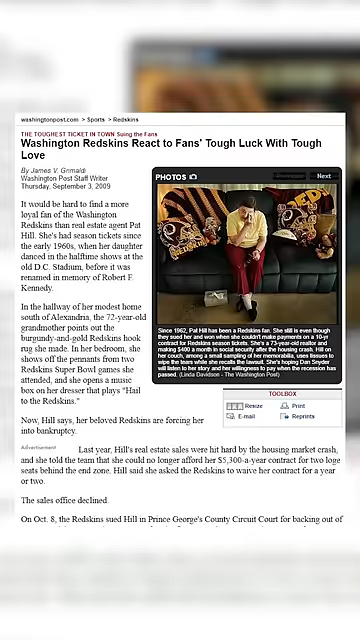 washingtonpost.com > Sports > Redskins
THE TOUGHEST TICKET IN TOWN Suing the Fans
Washington Redskins React to Fans' Tough Luck With Tough
Love
By James V. Grimaldi
Washington Post Staff Writer
Thursday, September 3, 2009
It would be hard to find a more
loyal fan of the Washington
Redskins than real estate agent Pat
Hill. She's had season tickets since
the early 1960s, when her daughter
danced in the halftime shows at the
old D.C. Stadium, before it was
renamed in memory of Robert F.
Kennedy.
In the hallway of her modest home
south of Alexandria, the 72-year-old
grandmother points out the
burgundy-and-gold Redskins hook
rug she made. In her bedroom, she
shows off the pennants from two
Redskins Super Bowl games she
attended, and she opens a music
box on her dresser that plays "Hail
to the Redskins."
Now, Hill says, her beloved Redskins are forcing her
into bankruptcy.
PHOTOS
Next
Since 1962, Pat Hill has been a Redskins fan. She still is even though
they sued her and won when she couldn't make payments on a 10-yr
contract for Redskins season tickets. She's a 73-year-old realtor and
making $400 a month in social security after the housing crash. Hill on
her couch, among a small sampling of her memorabilia, uses tissues to
wipe the tears while she recalls the lawsuit. She's hoping Dan Snyder
will listen to her story and her willingness to pay when the recession has
passed. (Linda Davidson - The Washington Post)
TOOLBOX
Resize
Print
E-mail
Reprints
Advertisement
Last year, Hill's real estate sales were hit hard by the housing market crash,
and she told the team that she could no longer afford her $5,300-a-year contract for two loge
seats behind the end zone. Hill said she asked the Redskins to waive her contract for a year
or two.
The sales office declined.
On Oct. 8, the Redskins sued Hill in Prince George's County Circuit Court for backing out of